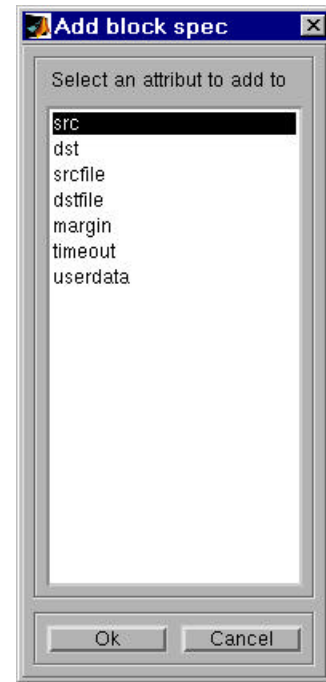 Add block spec
Select an attribut to add to
src
dst
srcfile
dstfile
margin
timeout
userdata
Ok
Cancel